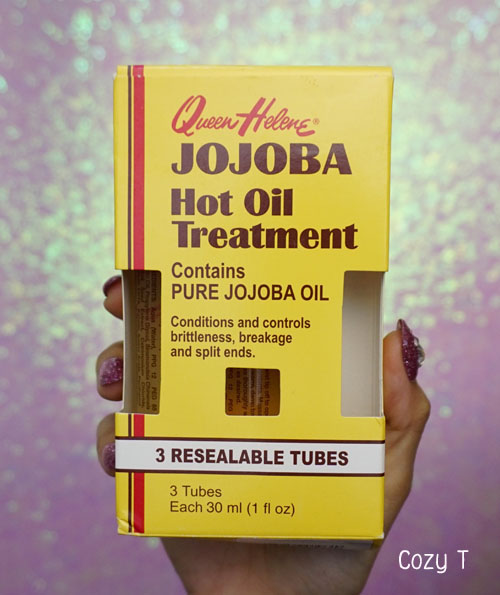 Queen Helene®
JOJOBA
Hot Oil
Treatment
Contains
PURE JOJOBA OIL
Conditions and controls
brittleness, breakage
and split ends.
3 RESEALABLE TUBES
3 Tubes
Each 30 ml (1 fl oz)
Cozy T